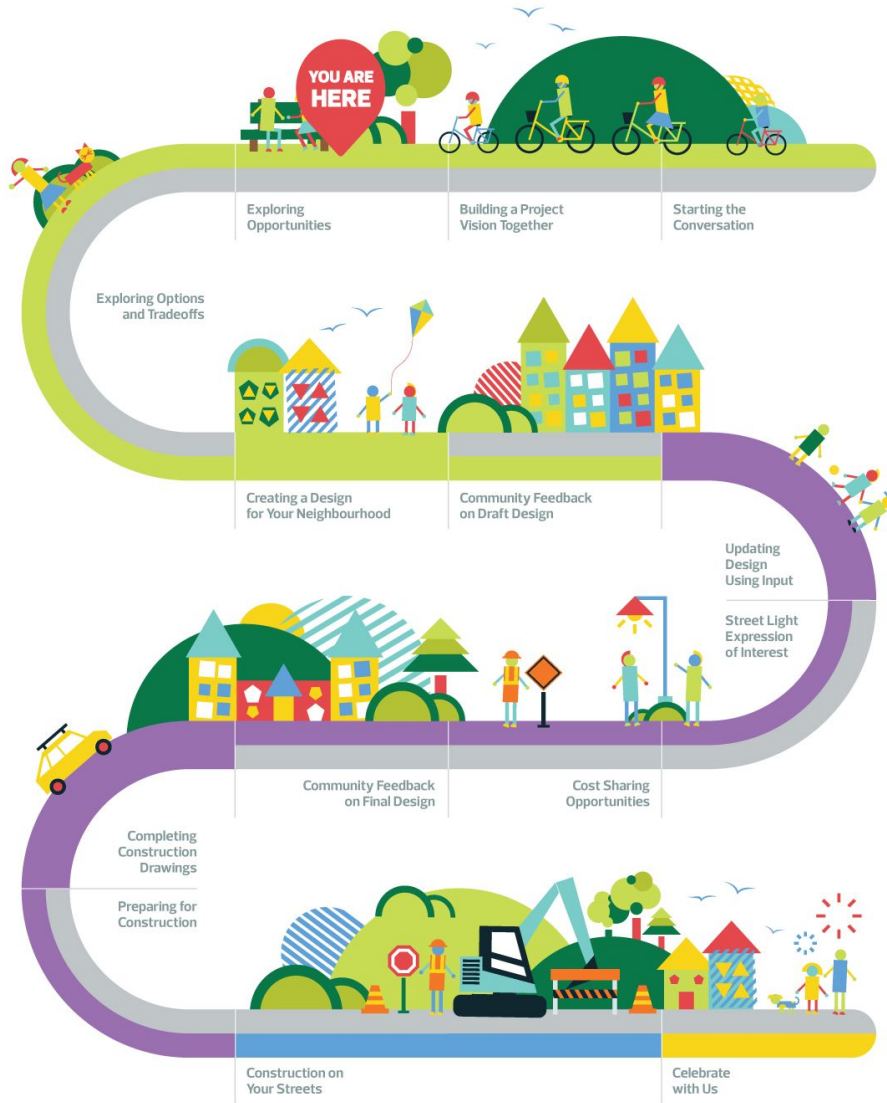 YOU ARE
HERE
Starting the
Conversation
Building a Project
Vision Together
Exploring
Opportunities
Exploring Options
and Tradeoffs
Creating a Design
for Your Neighbourhood
Community Feedback
on Draft Design
Updating
Design
Using Input
Street Light
Expression
of Interest
Cost Sharing
Opportunities
Community Feedback
on Final Design
Completing
Construction
Drawings
Preparing for
Construction
Construction on
Your Streets
Celebrate
with Us